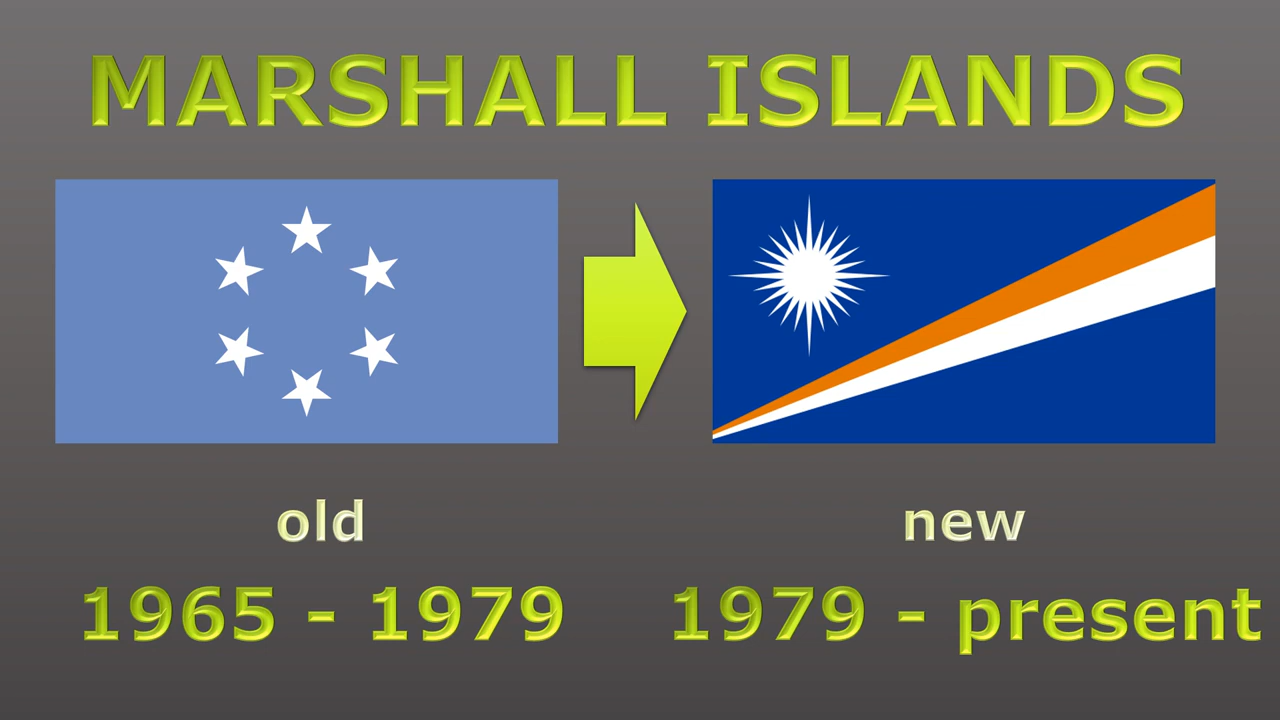 MARSHALL ISLANDS
old
new
1965 - 1979
1979 - present